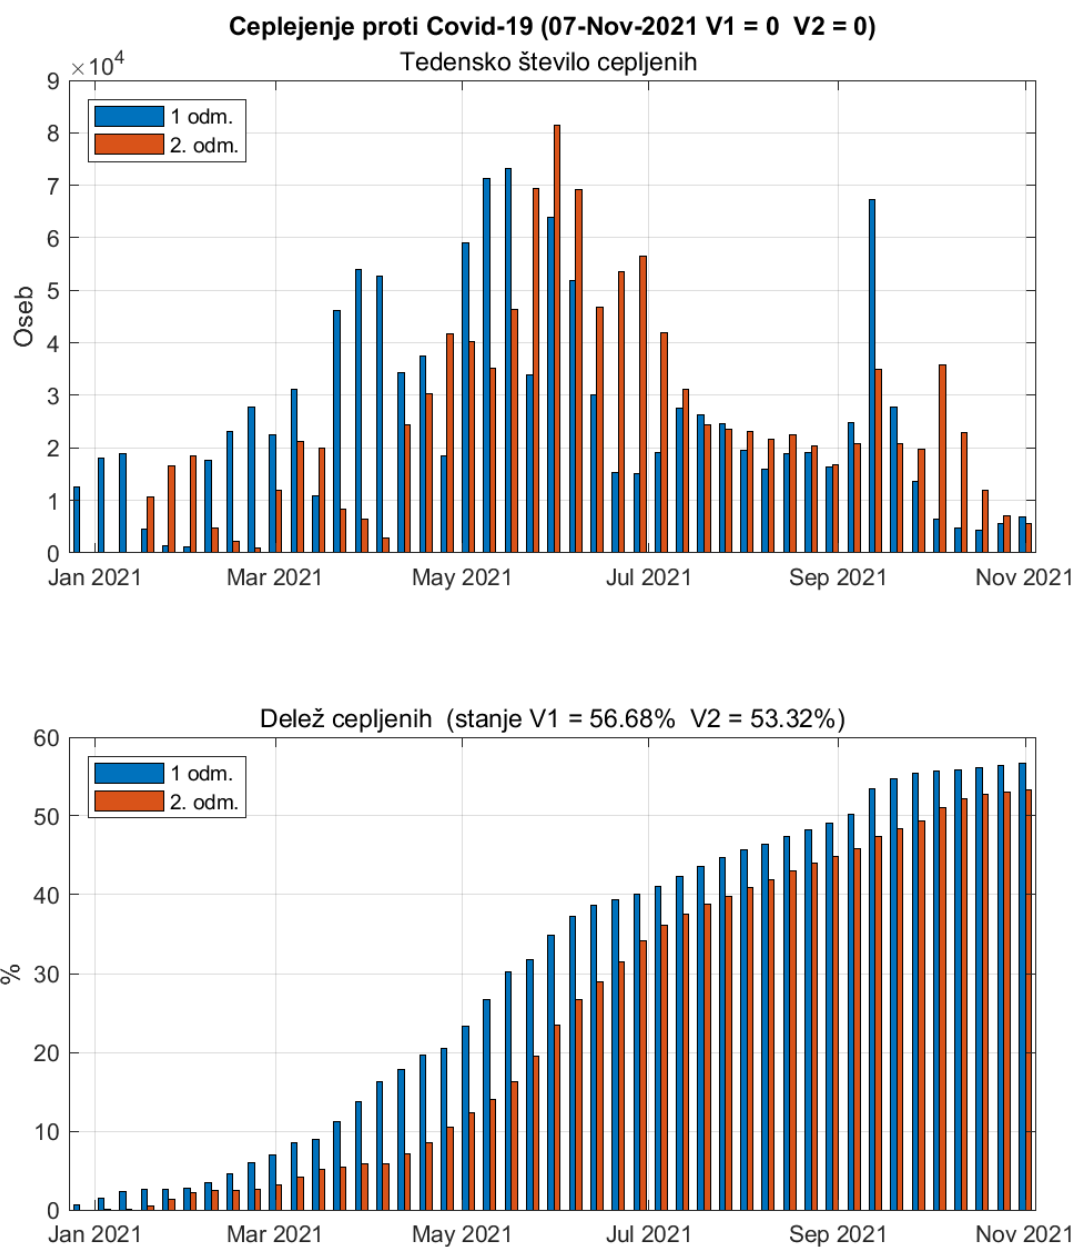 Ceplejenje proti Covid-19 (07-Nov-2021 V1 = 0  V2 = 0)
×10⁴
Tedensko število cepljenih
1 odm.
2. odm.
Oseb
9
8
7
6
5
4
3
2
1
0
Jan 2021
Mar 2021
May 2021
Jul 2021
Sep 2021
Nov 2021
Delež cepljenih  (stanje V1 = 56.68%  V2 = 53.32%)
1 odm.
2. odm.
%
60
50
40
30
20
10
0
Jan 2021
Mar 2021
May 2021
Jul 2021
Sep 2021
Nov 2021